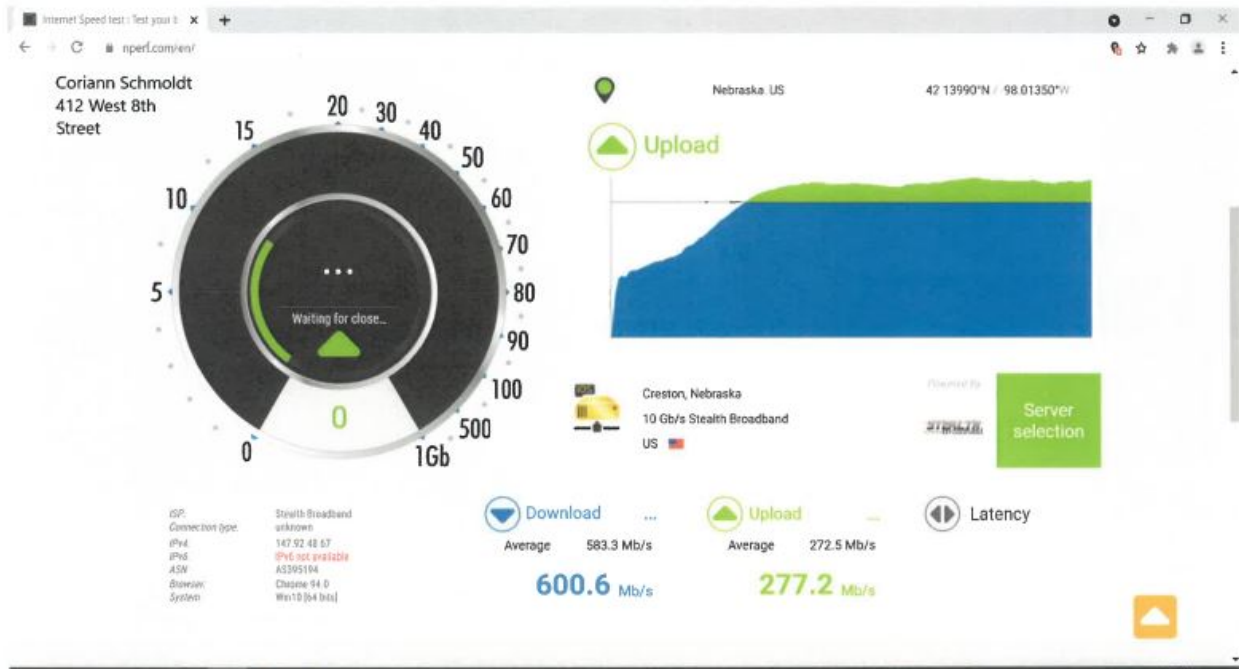 Internet Speed test : Test your b
nperf.com/en/
Coriann Schmoldt
412 West 8th
Street
0
5
10
15
20
30
40
50
60
70
80
90
100
500
1Gb
...
Waiting for close...
0
Nebraska. US
42 13990°N / 98.01350°W
Upload
Creston, Nebraska
10 Gb/s Stealth Broadband
US
Powered By
Server
selection
ISP: Stealth Broadband
Connection type: unknown
IPv4: 147.92.48.67
IPv6: IPv6 not available
ASN AS395194
Browser: Chrome 94.0
System: Win10 [64 bits]
Download ...
Average 583.3 Mb/s
600.6 Mb/s
Upload ...
Average 272.5 Mb/s
277.2 Mb/s
Latency